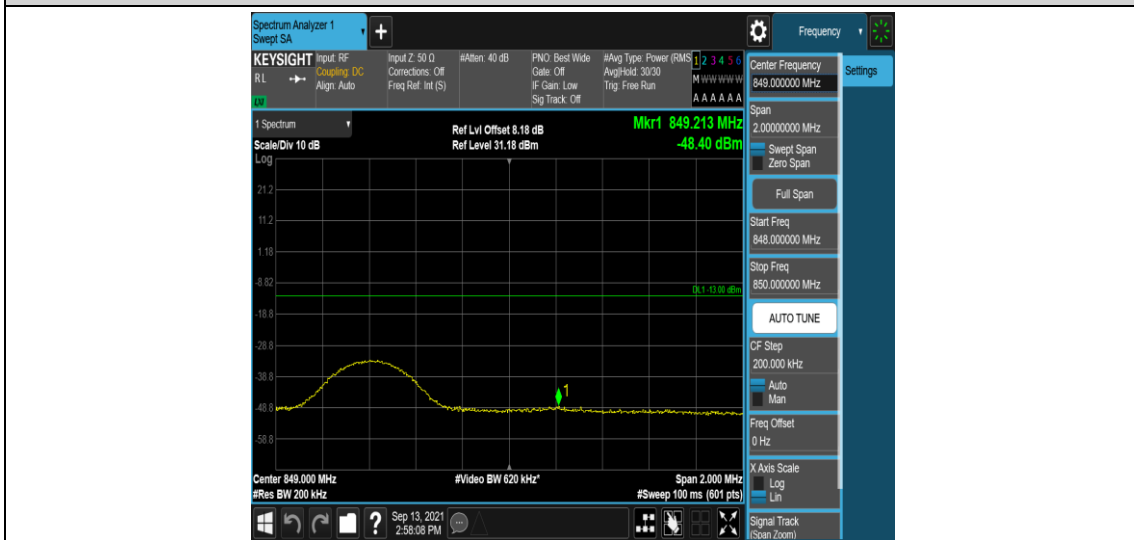 Spectrum Analyzer 1
Swept SA
+
Frequency
KEYSIGHT
RL
LXI
Input: RF
Coupling: DC
Align: Auto
Input Z: 50 Ω
Corrections: Off
Freq Ref: Int (S)
#Atten: 40 dB
PNO: Best Wide
Gate: Off
IF Gain: Low
Sig Track: Off
#Avg Type: Power (RMS
Avg|Hold: 30/30
Trig: Free Run
1 2 3 4 5 6
M W W W W W
A A A A A A
1 Spectrum
Scale/Div 10 dB
Ref Lvl Offset 8.18 dB
Ref Level 31.18 dBm
Mkr1 849.213 MHz
-48.40 dBm
Log
21.2
11.2
1.18
-8.82
DL1 -13.00 dBm
-18.8
-28.8
-38.8
1
-48.8
-58.8
Center 849.000 MHz
#Video BW 620 kHz*
Span 2.000 MHz
#Res BW 200 kHz
#Sweep 100 ms (601 pts)
?
Sep 13, 2021
2:58:08 PM
Center Frequency
849.000000 MHz
Settings
Span
2.00000000 MHz
Swept Span
Zero Span
Full Span
Start Freq
848.000000 MHz
Stop Freq
850.000000 MHz
AUTO TUNE
CF Step
200.000 kHz
Auto
Man
Freq Offset
0 Hz
X Axis Scale
Log
Lin
Signal Track
(Span Zoom)